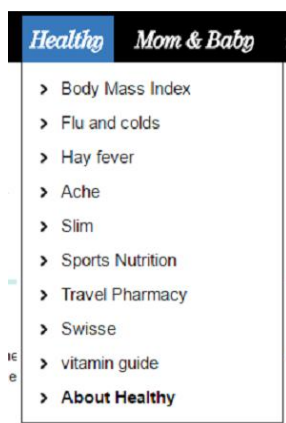 Healthy Mom & Baby
Body Mass Index
Flu and colds
Hay fever
Ache
Slim
Sports Nutrition
Travel Pharmacy
Swisse
vitamin guide
About Healthy